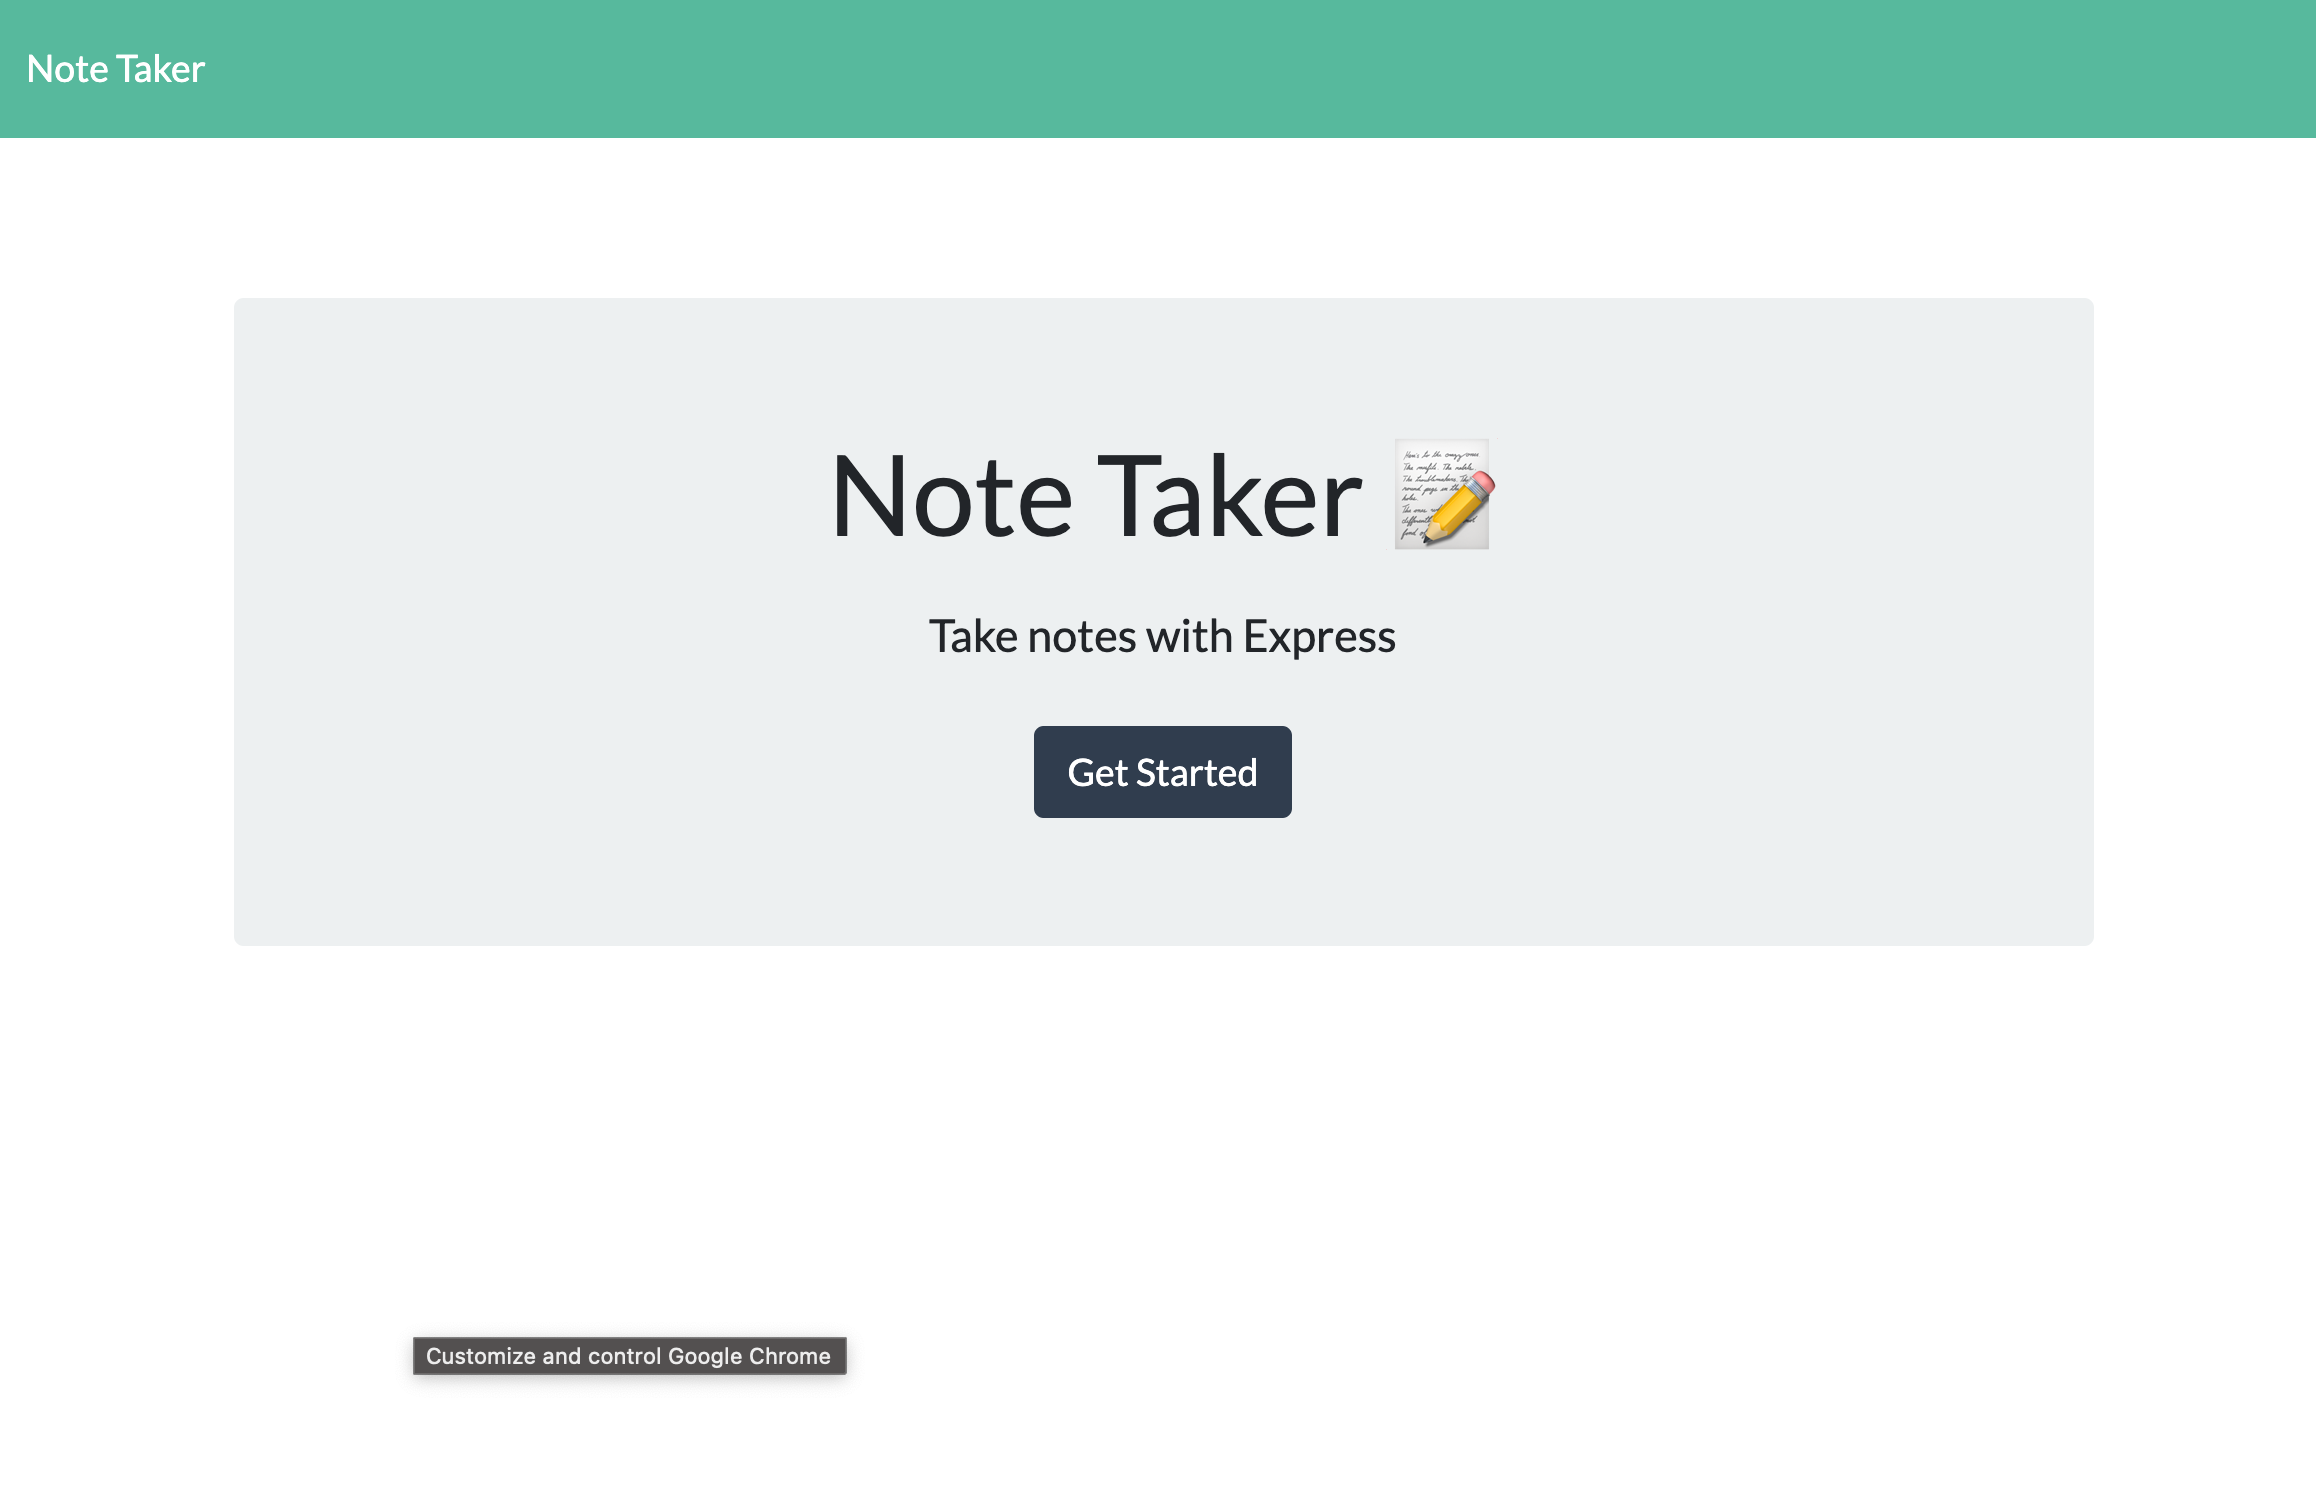 Note Taker
Note Taker 📝
Take notes with Express
Get Started
Customize and control Google Chrome